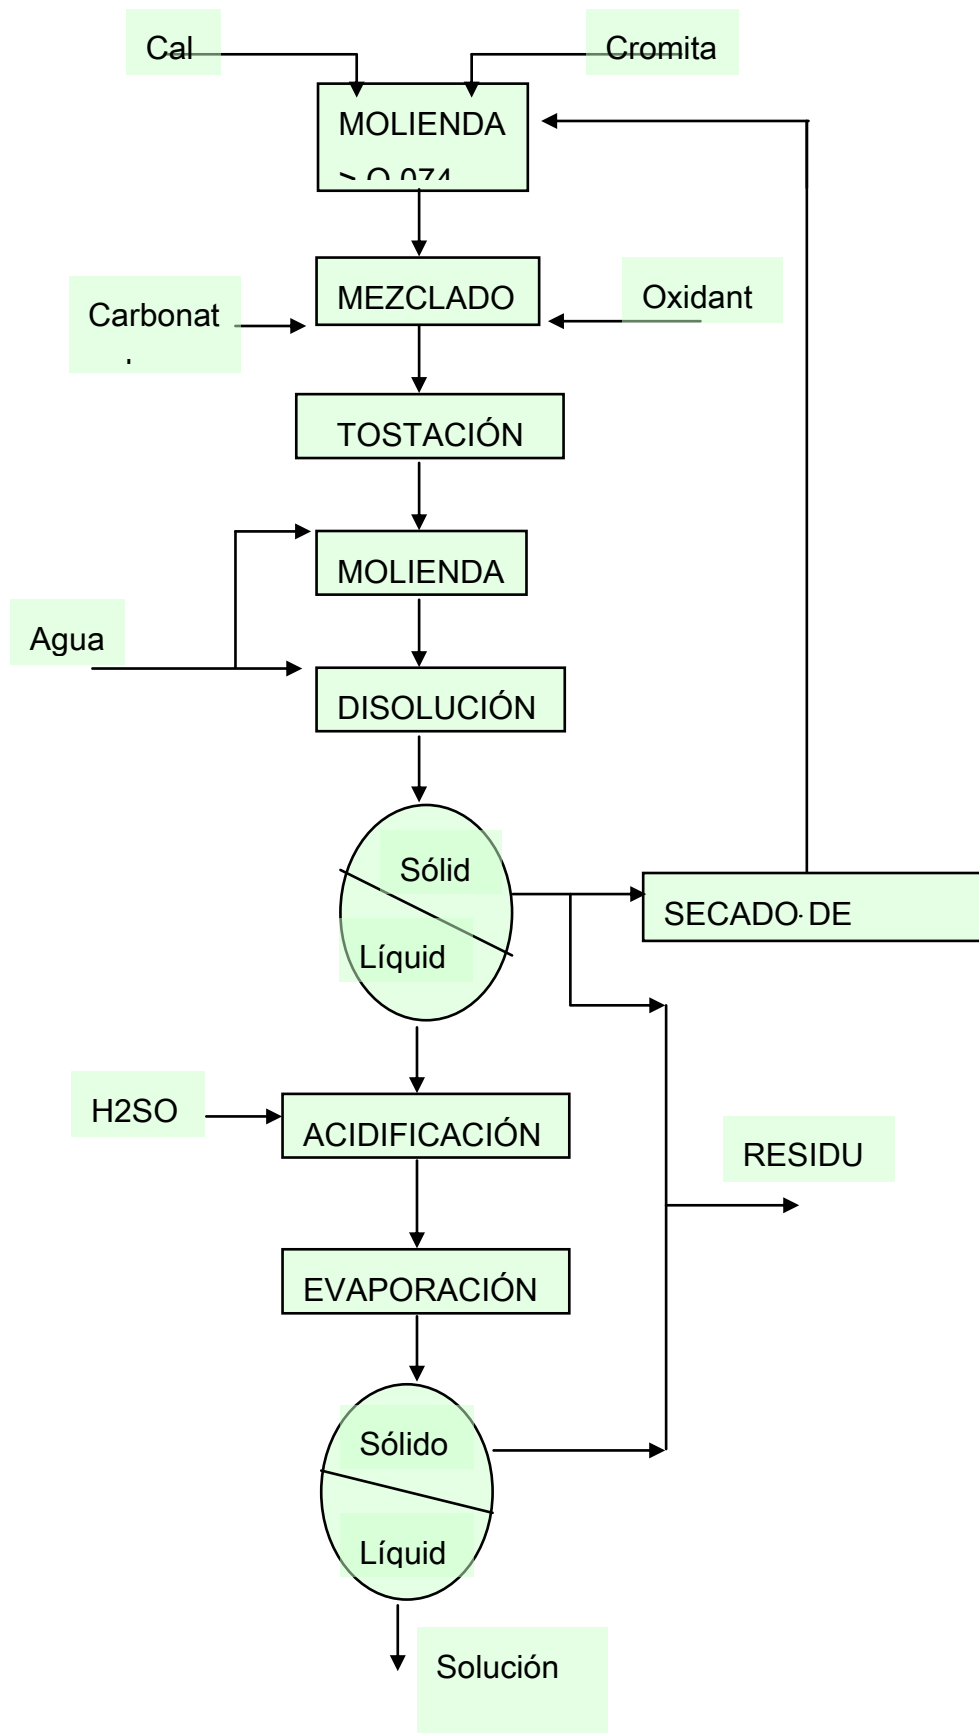 Cal
Cromita
MOLIENDA
> O.074
MEZCLADO
Oxidant
Carbonat
TOSTACIÓN
MOLIENDA
Agua
DISOLUCIÓN
Sólid
SECADO DE
Líquid
H2SO
ACIDIFICACIÓN
RESIDU
EVAPORACIÓN
Sólido
Líquid
Solución